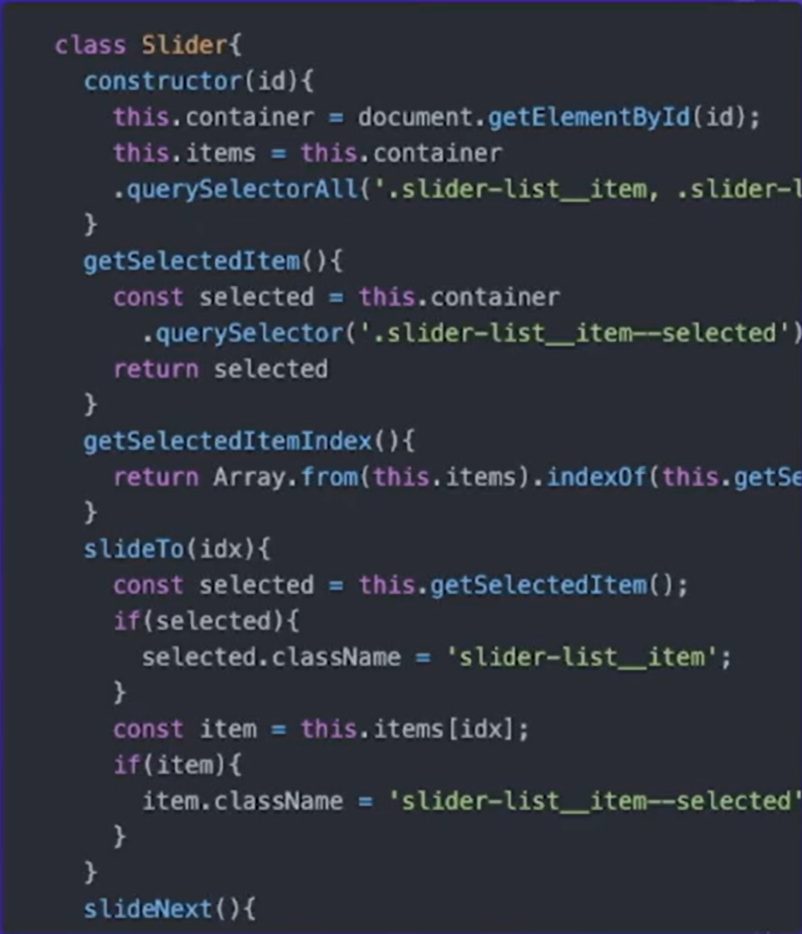 class Slider{
constructor(id){
this.container = document.getElementById(id);
this.items = this.container
.querySelectorAll('.slider-list__item, .slider-l
}
getSelectedItem(){
const selected = this.container
.querySelector('.slider-list__item--selected')
return selected
}
getSelectedItemIndex(){
return Array.from(this.items).indexOf(this.getSe
}
slideTo(idx){
const selected = this.getSelectedItem();
if(selected){
selected.className = 'slider-list__item';
}
const item = this.items[idx];
if(item){
item.className = 'slider-list__item--selected'
}
}
slideNext(){